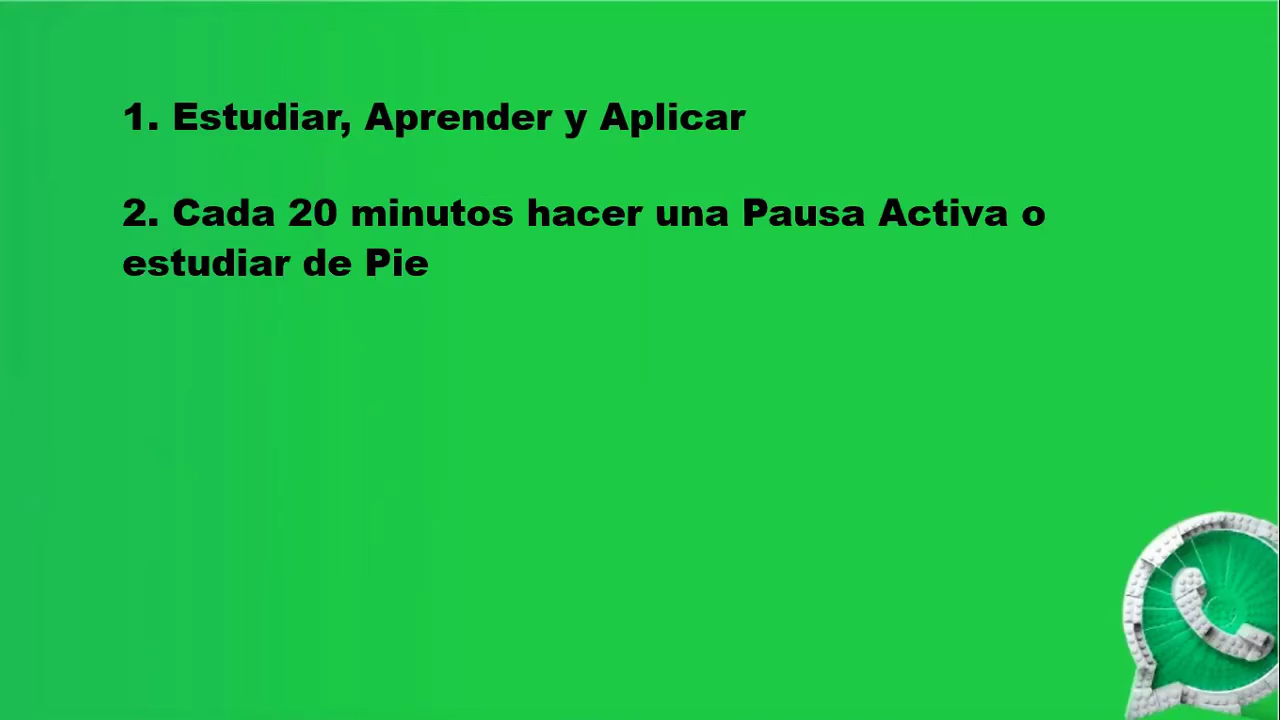 1. Estudiar, Aprender y Aplicar
2. Cada 20 minutos hacer una Pausa Activa o
estudiar de Pie